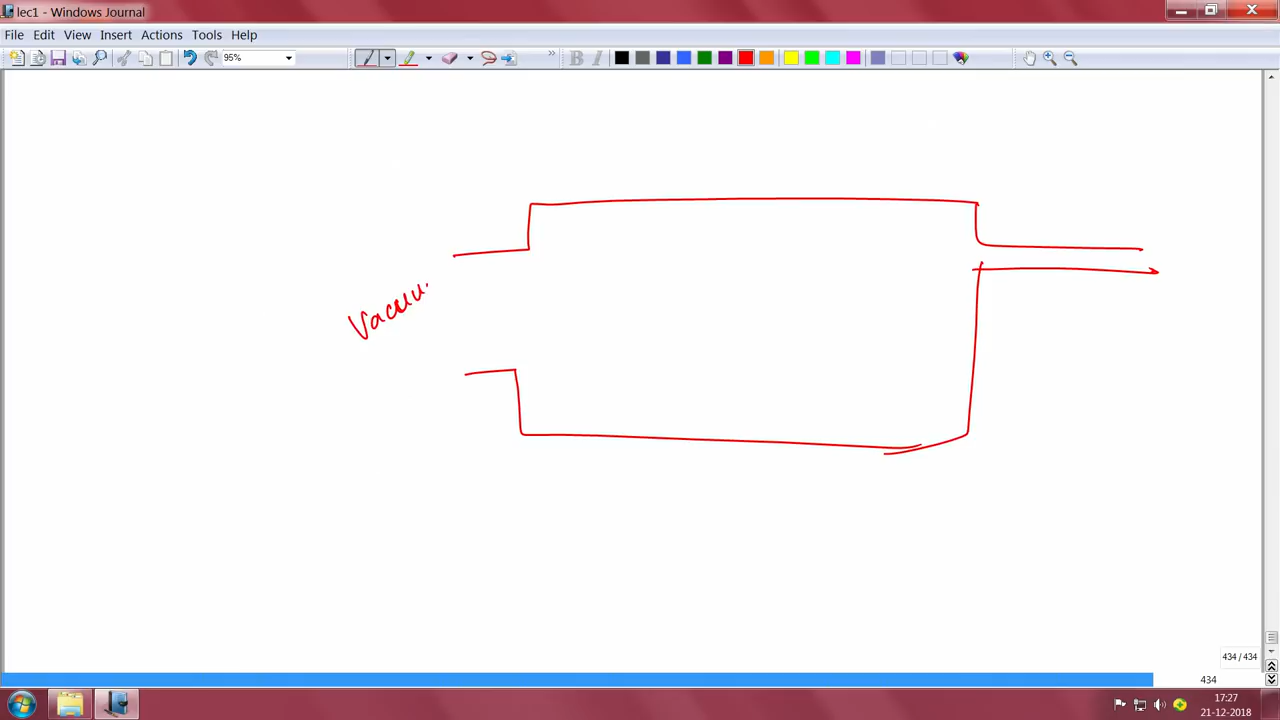 lec1 - Windows Journal
File Edit View Insert Actions Tools Help
95%
B I
Vacuu
434 / 434
434
17:27
21-12-2018